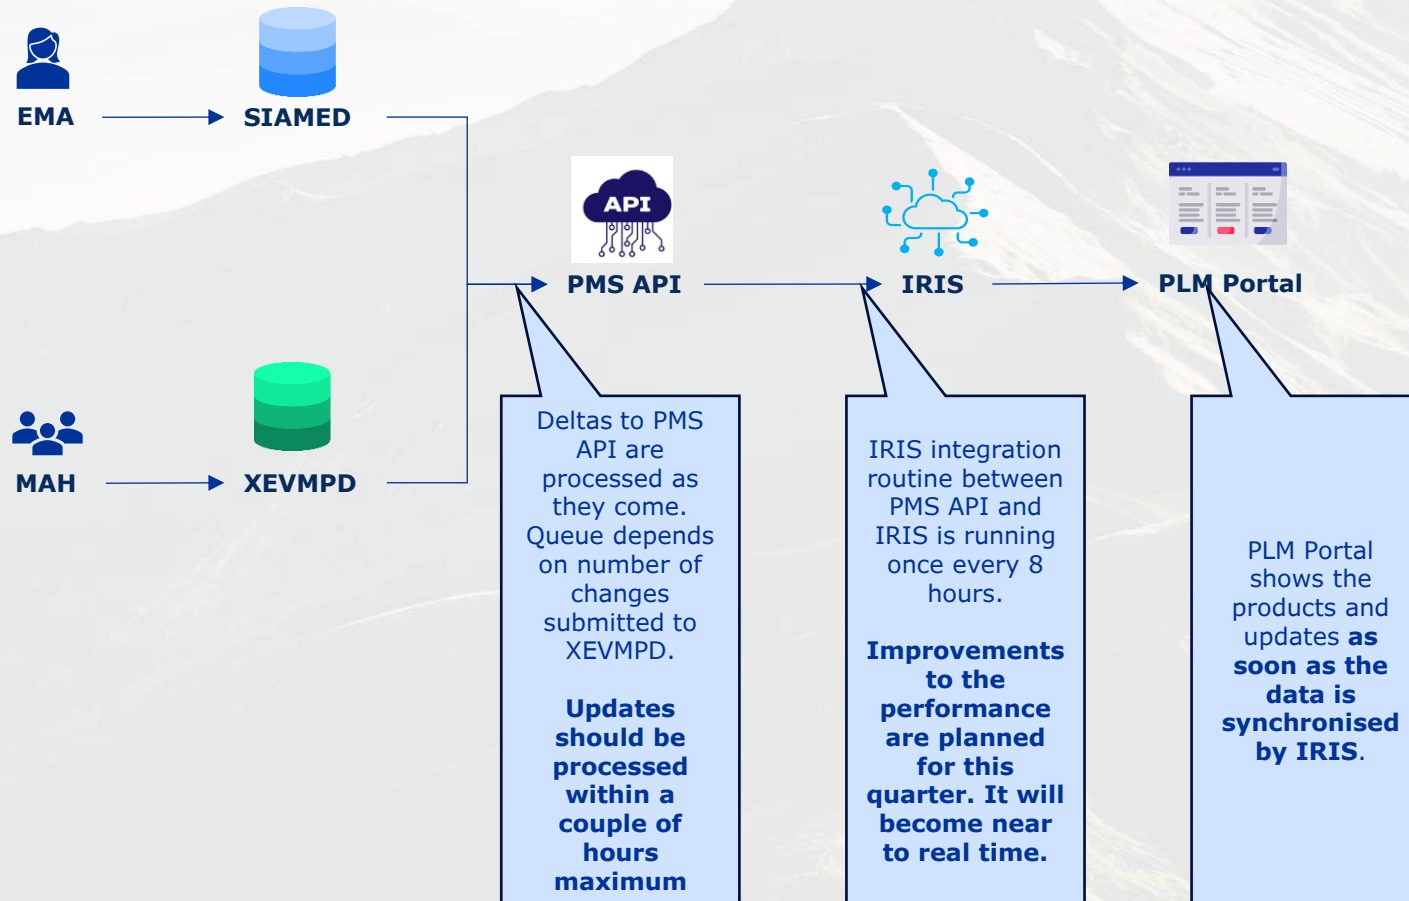 EMA
SIAMED
API
PMS API
IRIS
PLM Portal
MAH
XEVMPD
Deltas to PMS
API are
processed as
they come.
Queue depends
on number of
changes
submitted to
XEVMPD.
Updates
should be
processed
within a
couple of
hours
maximum
IRIS integration
routine between
PMS API and
IRIS is running
once every 8
hours.
Improvements
to the
performance
are planned
for this
quarter. It will
become near
to real time.
PLM Portal
shows the
products and
updates as
soon as the
data is
synchronised
by IRIS.